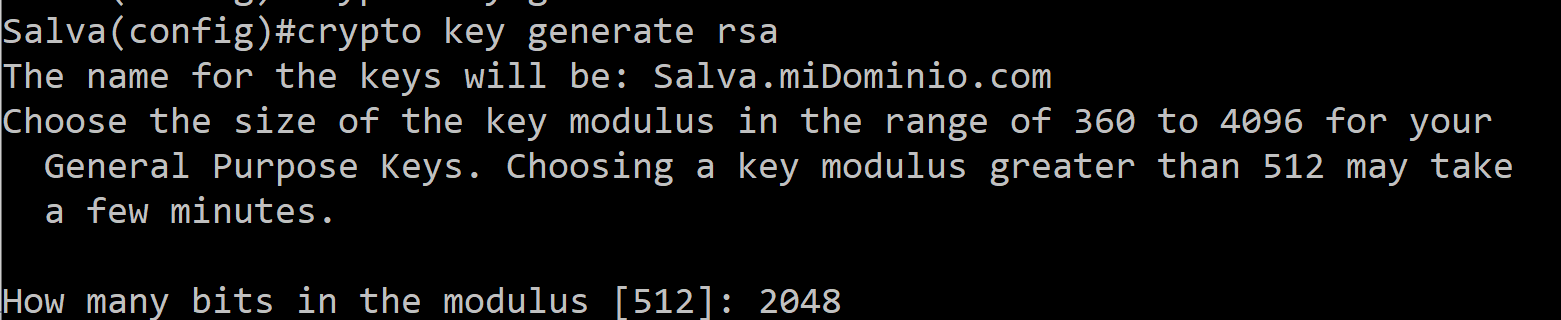 Salva(config)#crypto key generate rsa
The name for the keys will be: Salva.miDominio.com
Choose the size of the key modulus in the range of 360 to 4096 for your
  General Purpose Keys. Choosing a key modulus greater than 512 may take
  a few minutes.

How many bits in the modulus [512]: 2048